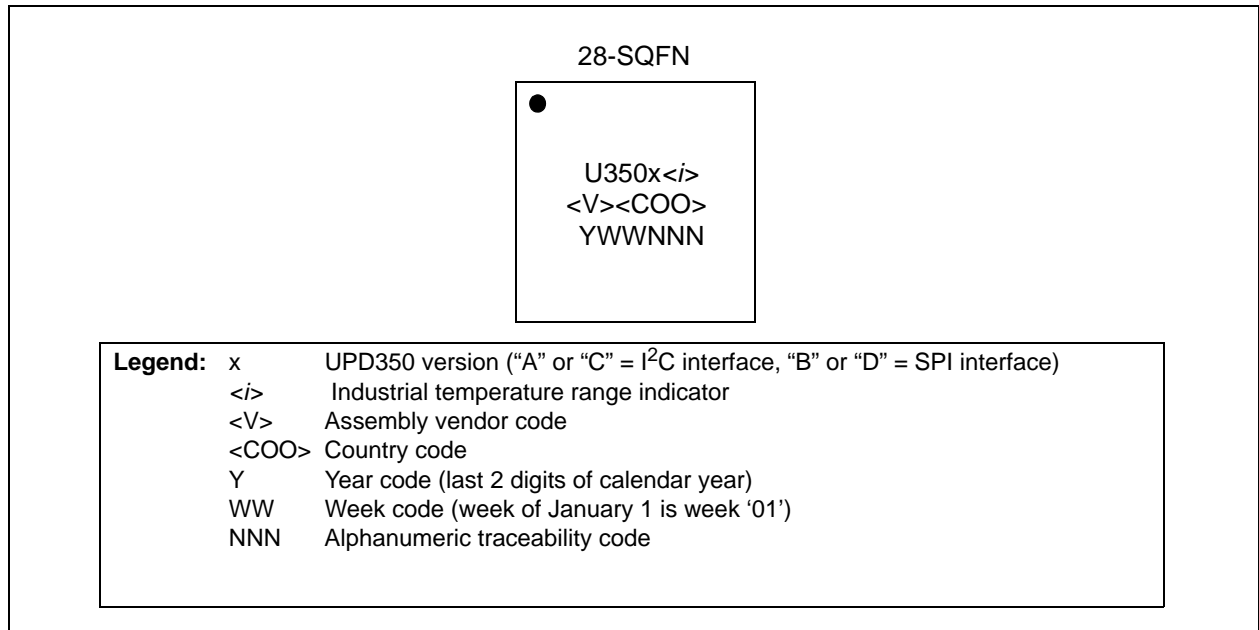 28-SQFN
U350x<i>
<V><COO>
YWWNNN
Legend: x UPD350 version (“A” or “C” = I²C interface, “B” or “D” = SPI interface)
<i> Industrial temperature range indicator
<V> Assembly vendor code
<COO> Country code
Y Year code (last 2 digits of calendar year)
WW Week code (week of January 1 is week ‘01’)
NNN Alphanumeric traceability code